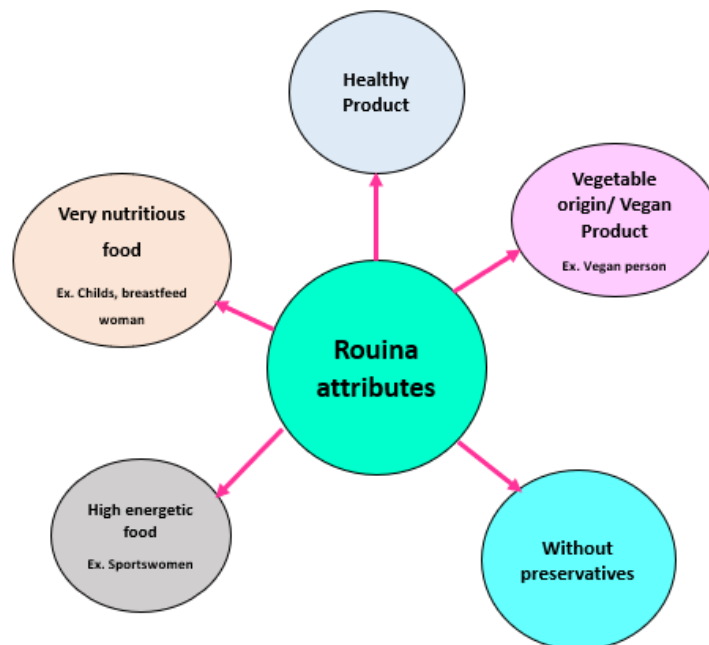 Healthy
Product
Vegetable
origin/ Vegan
Product
Ex. Vegan person
Very nutritious
food
Ex. Childs, breastfeed
woman
Rouina
attributes
High energetic
food
Ex. Sportswomen
Without
preservatives